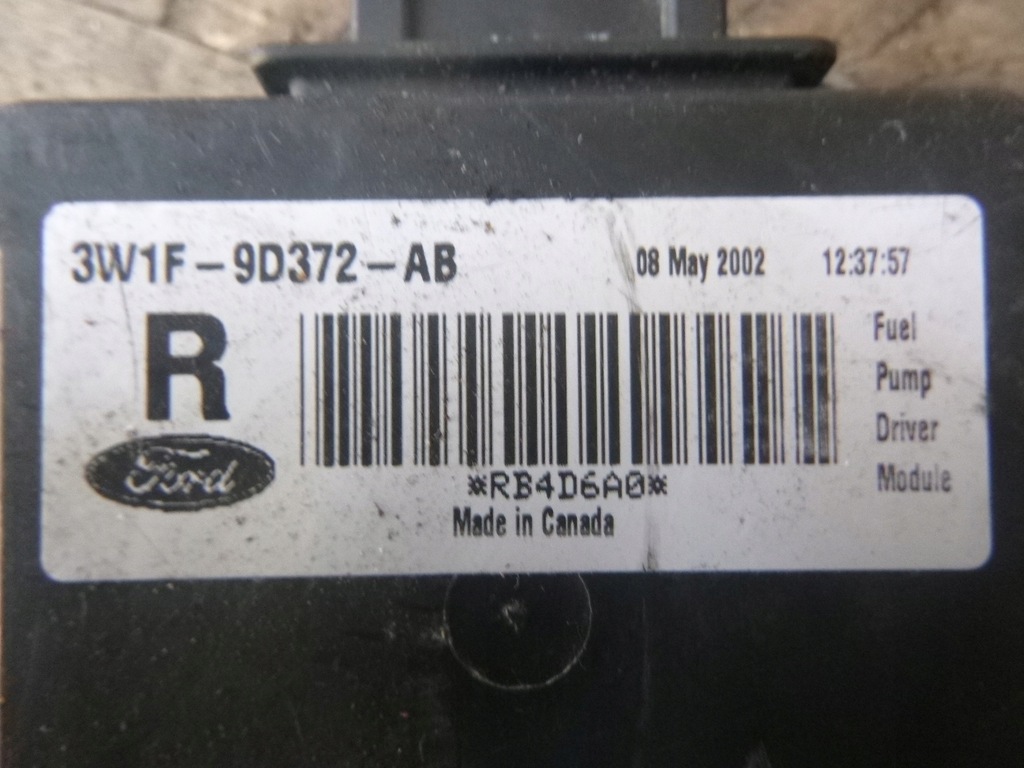 3W1F-9D372-AB 08 May 2002 12:37:57
R
Ford
Fuel
Pump
Driver
Module
*RB4D6A0*
Made in Canada